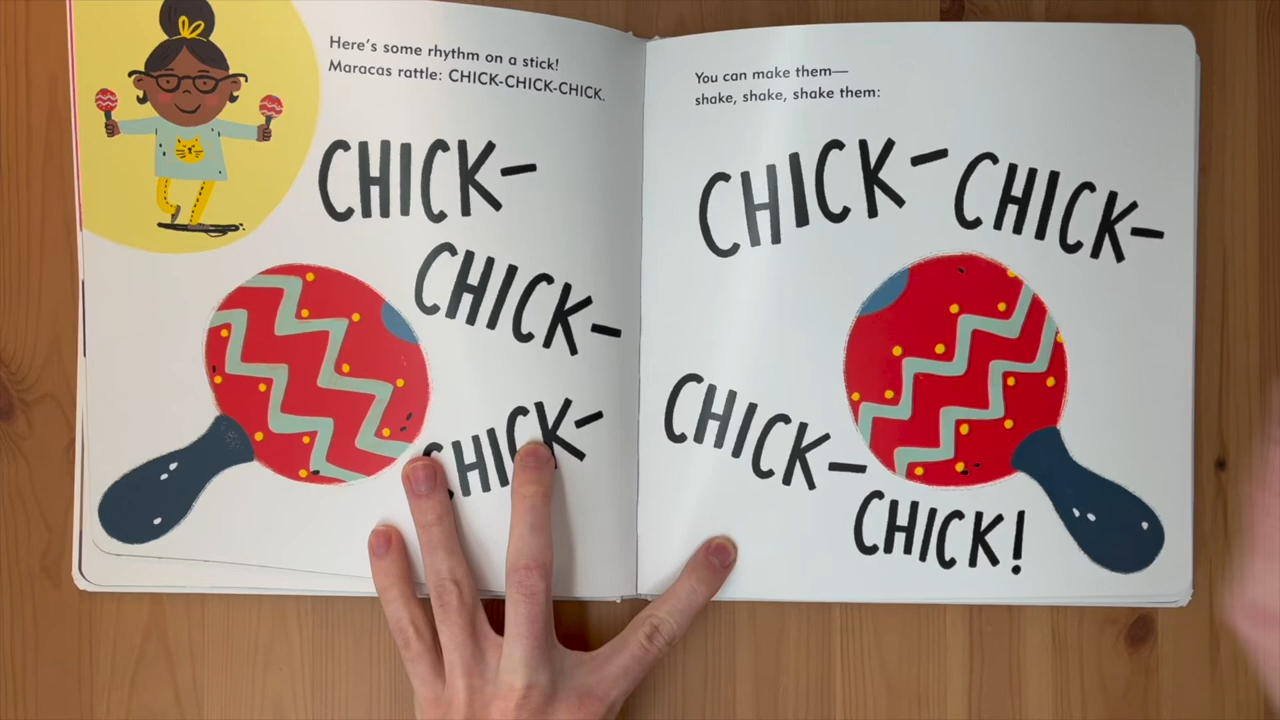 Here's some rhythm on a stick!
Maracas rattle: CHICK-CHICK-CHICK.
CHICK-
CHICK-
CHICK-
You can make them—
shake, shake, shake them:
CHICK-CHICK-
CHICK-
CHICK!